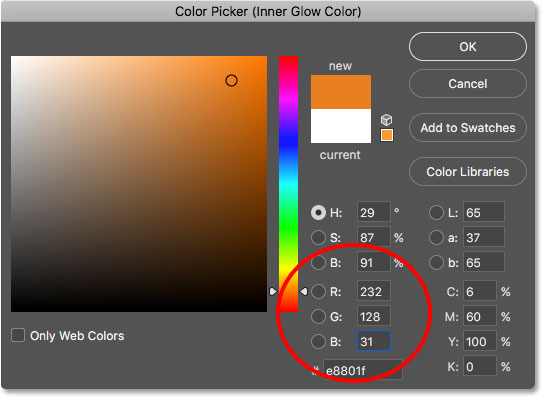 Color Picker (Inner Glow Color)
new
current
OK
Cancel
Add to Swatches
Color Libraries
H: 29 °
S: 87 %
B: 91 %
R: 232
G: 128
B: 31
# e8801f
L: 65
a: 37
b: 65
C: 6 %
M: 60 %
Y: 100 %
K: 0 %
Only Web Colors